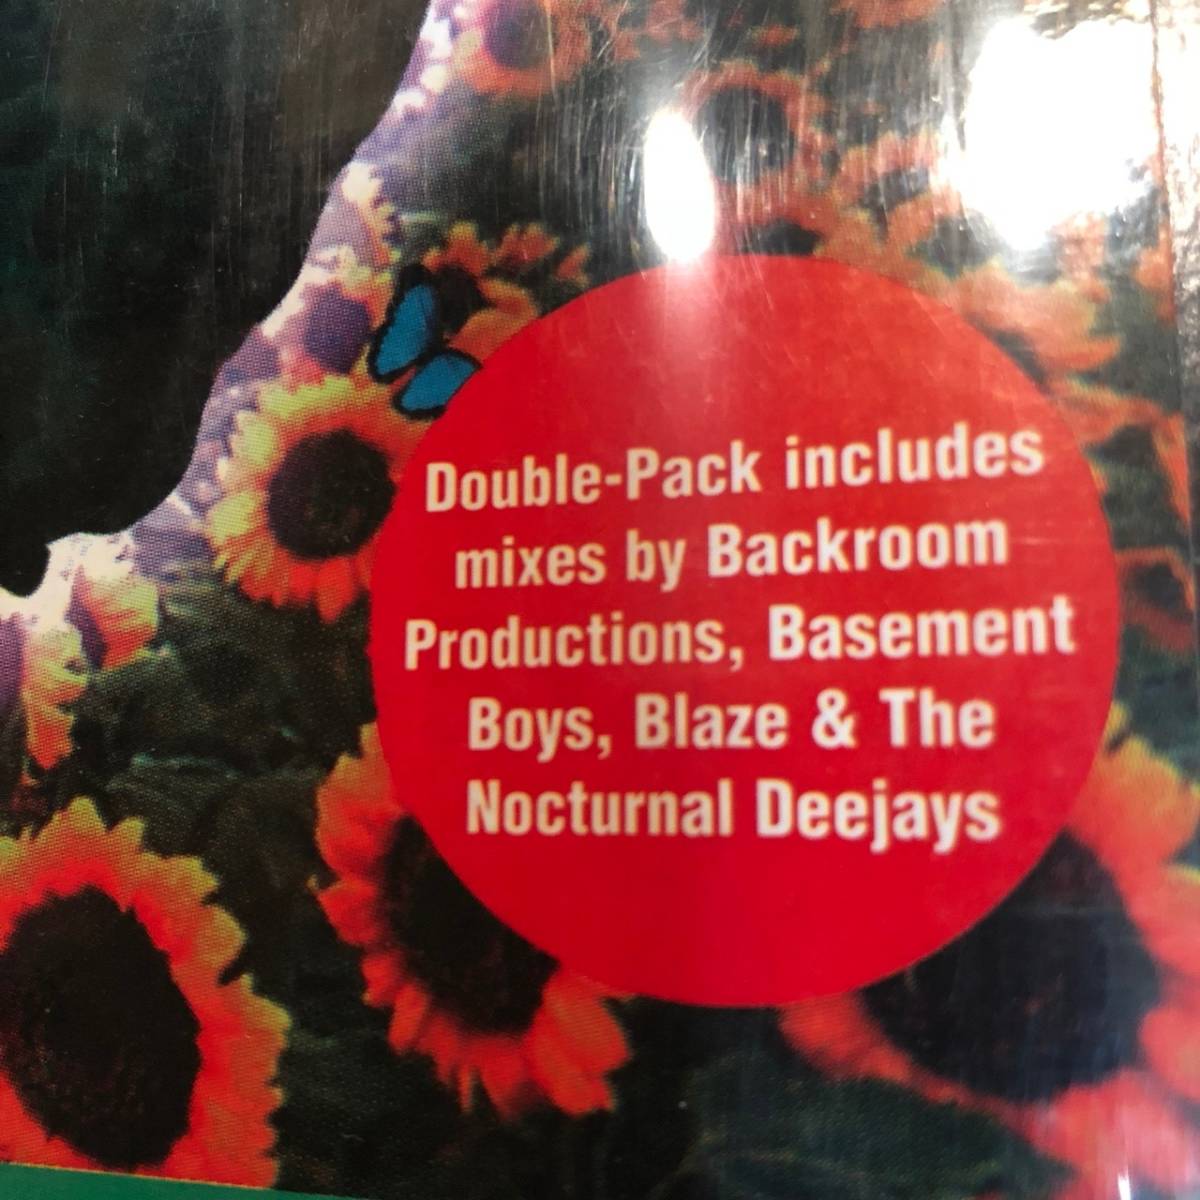 Double-Pack includes
mixes by Backroom
Productions, Basement
Boys, Blaze & The
Nocturnal Deejays